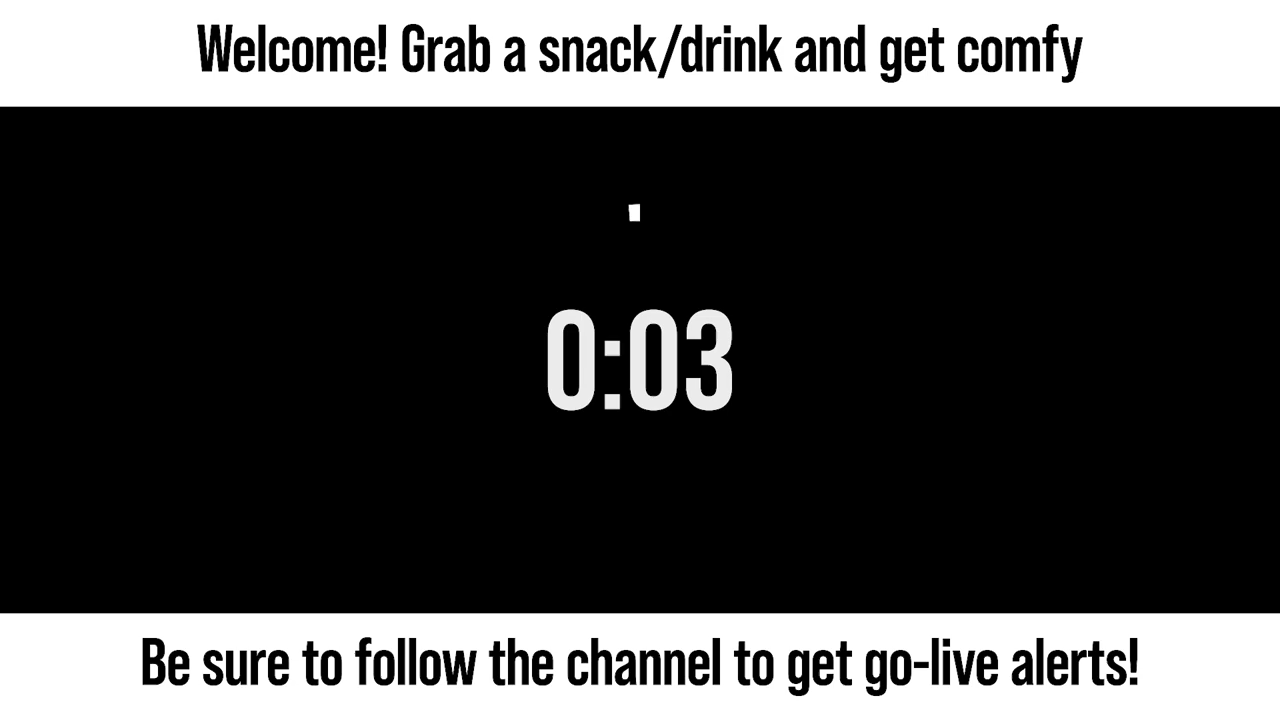 Welcome! Grab a snack/drink and get comfy
0:03
Be sure to follow the channel to get go-live alerts!